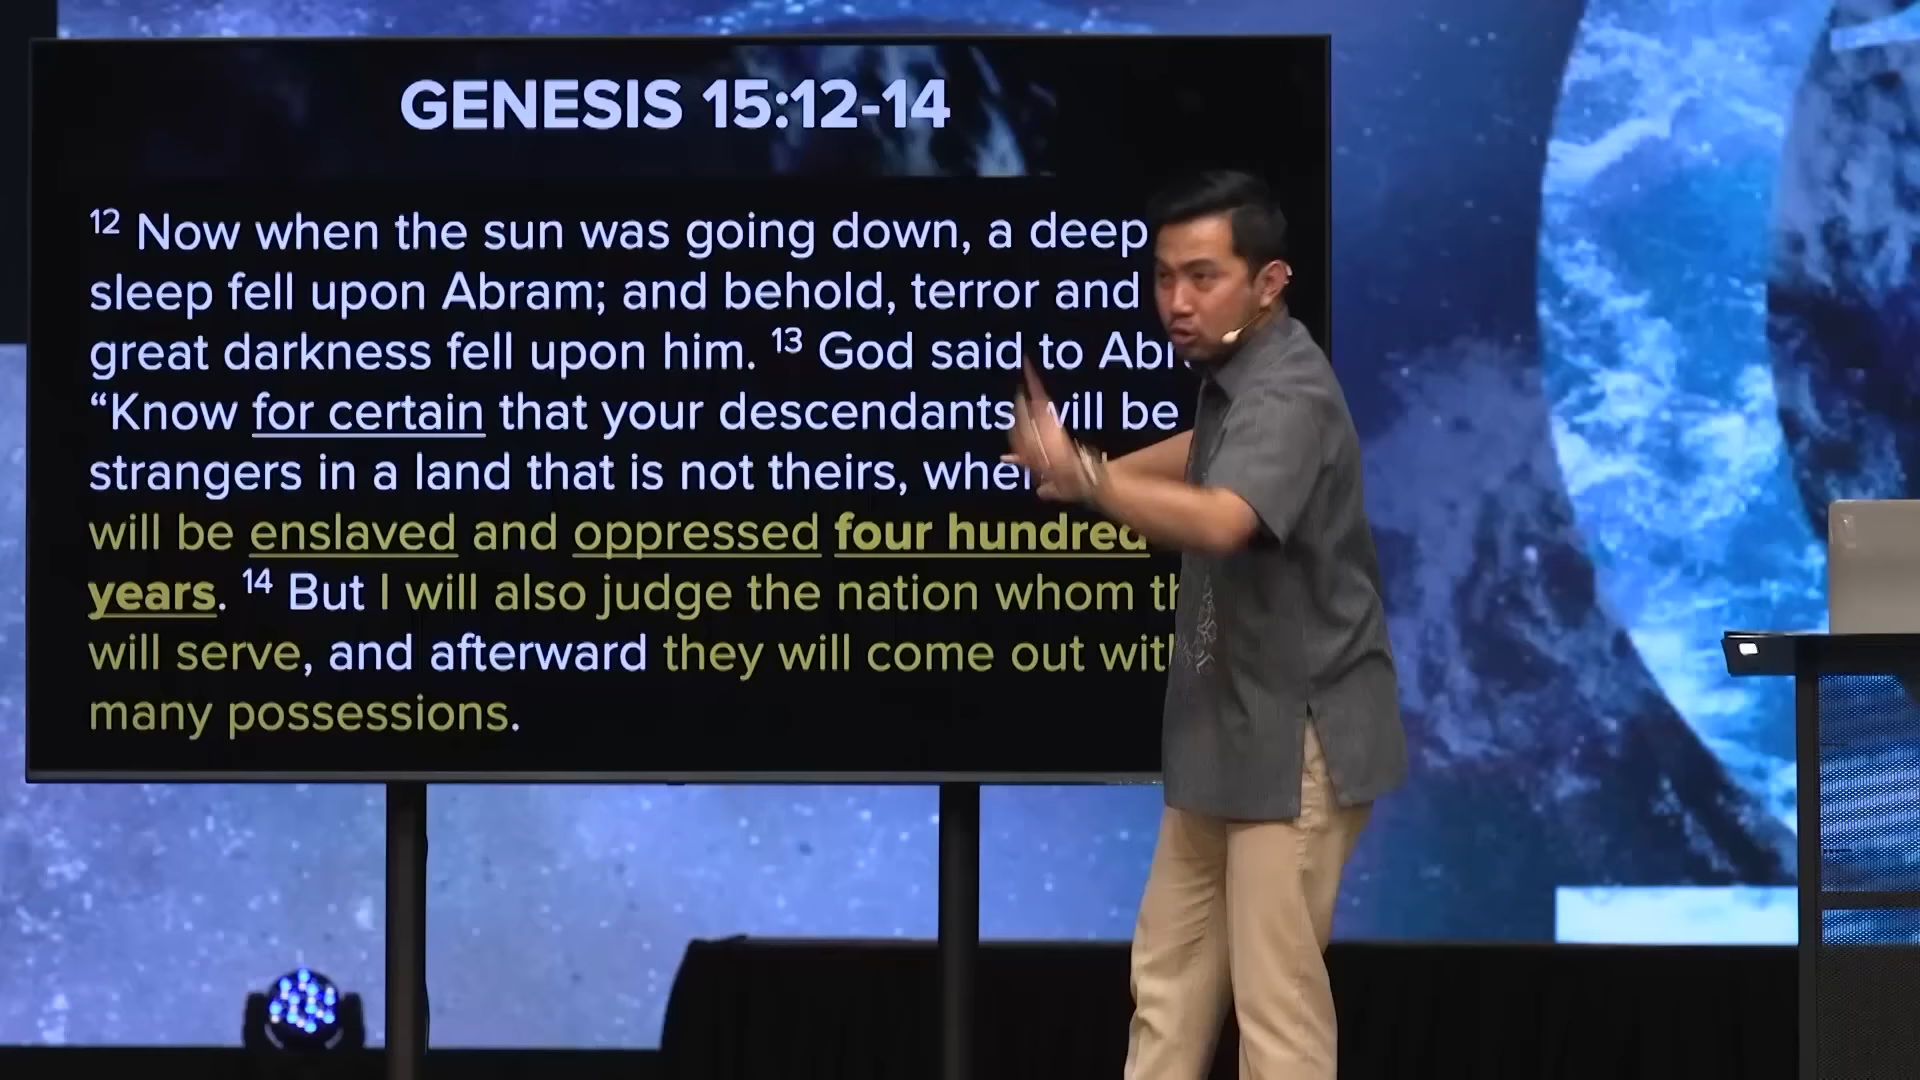 GENESIS 15:12-14
12 Now when the sun was going down, a deep
sleep fell upon Abram; and behold, terror and
great darkness fell upon him. 13 God said to
“Know for certain that your descendants will be
strangers in a land that is not theirs,
will be enslaved and oppressed four hundred
years. 14 But I will also judge the nation whom
will serve, and afterward they will come out with
many possessions.